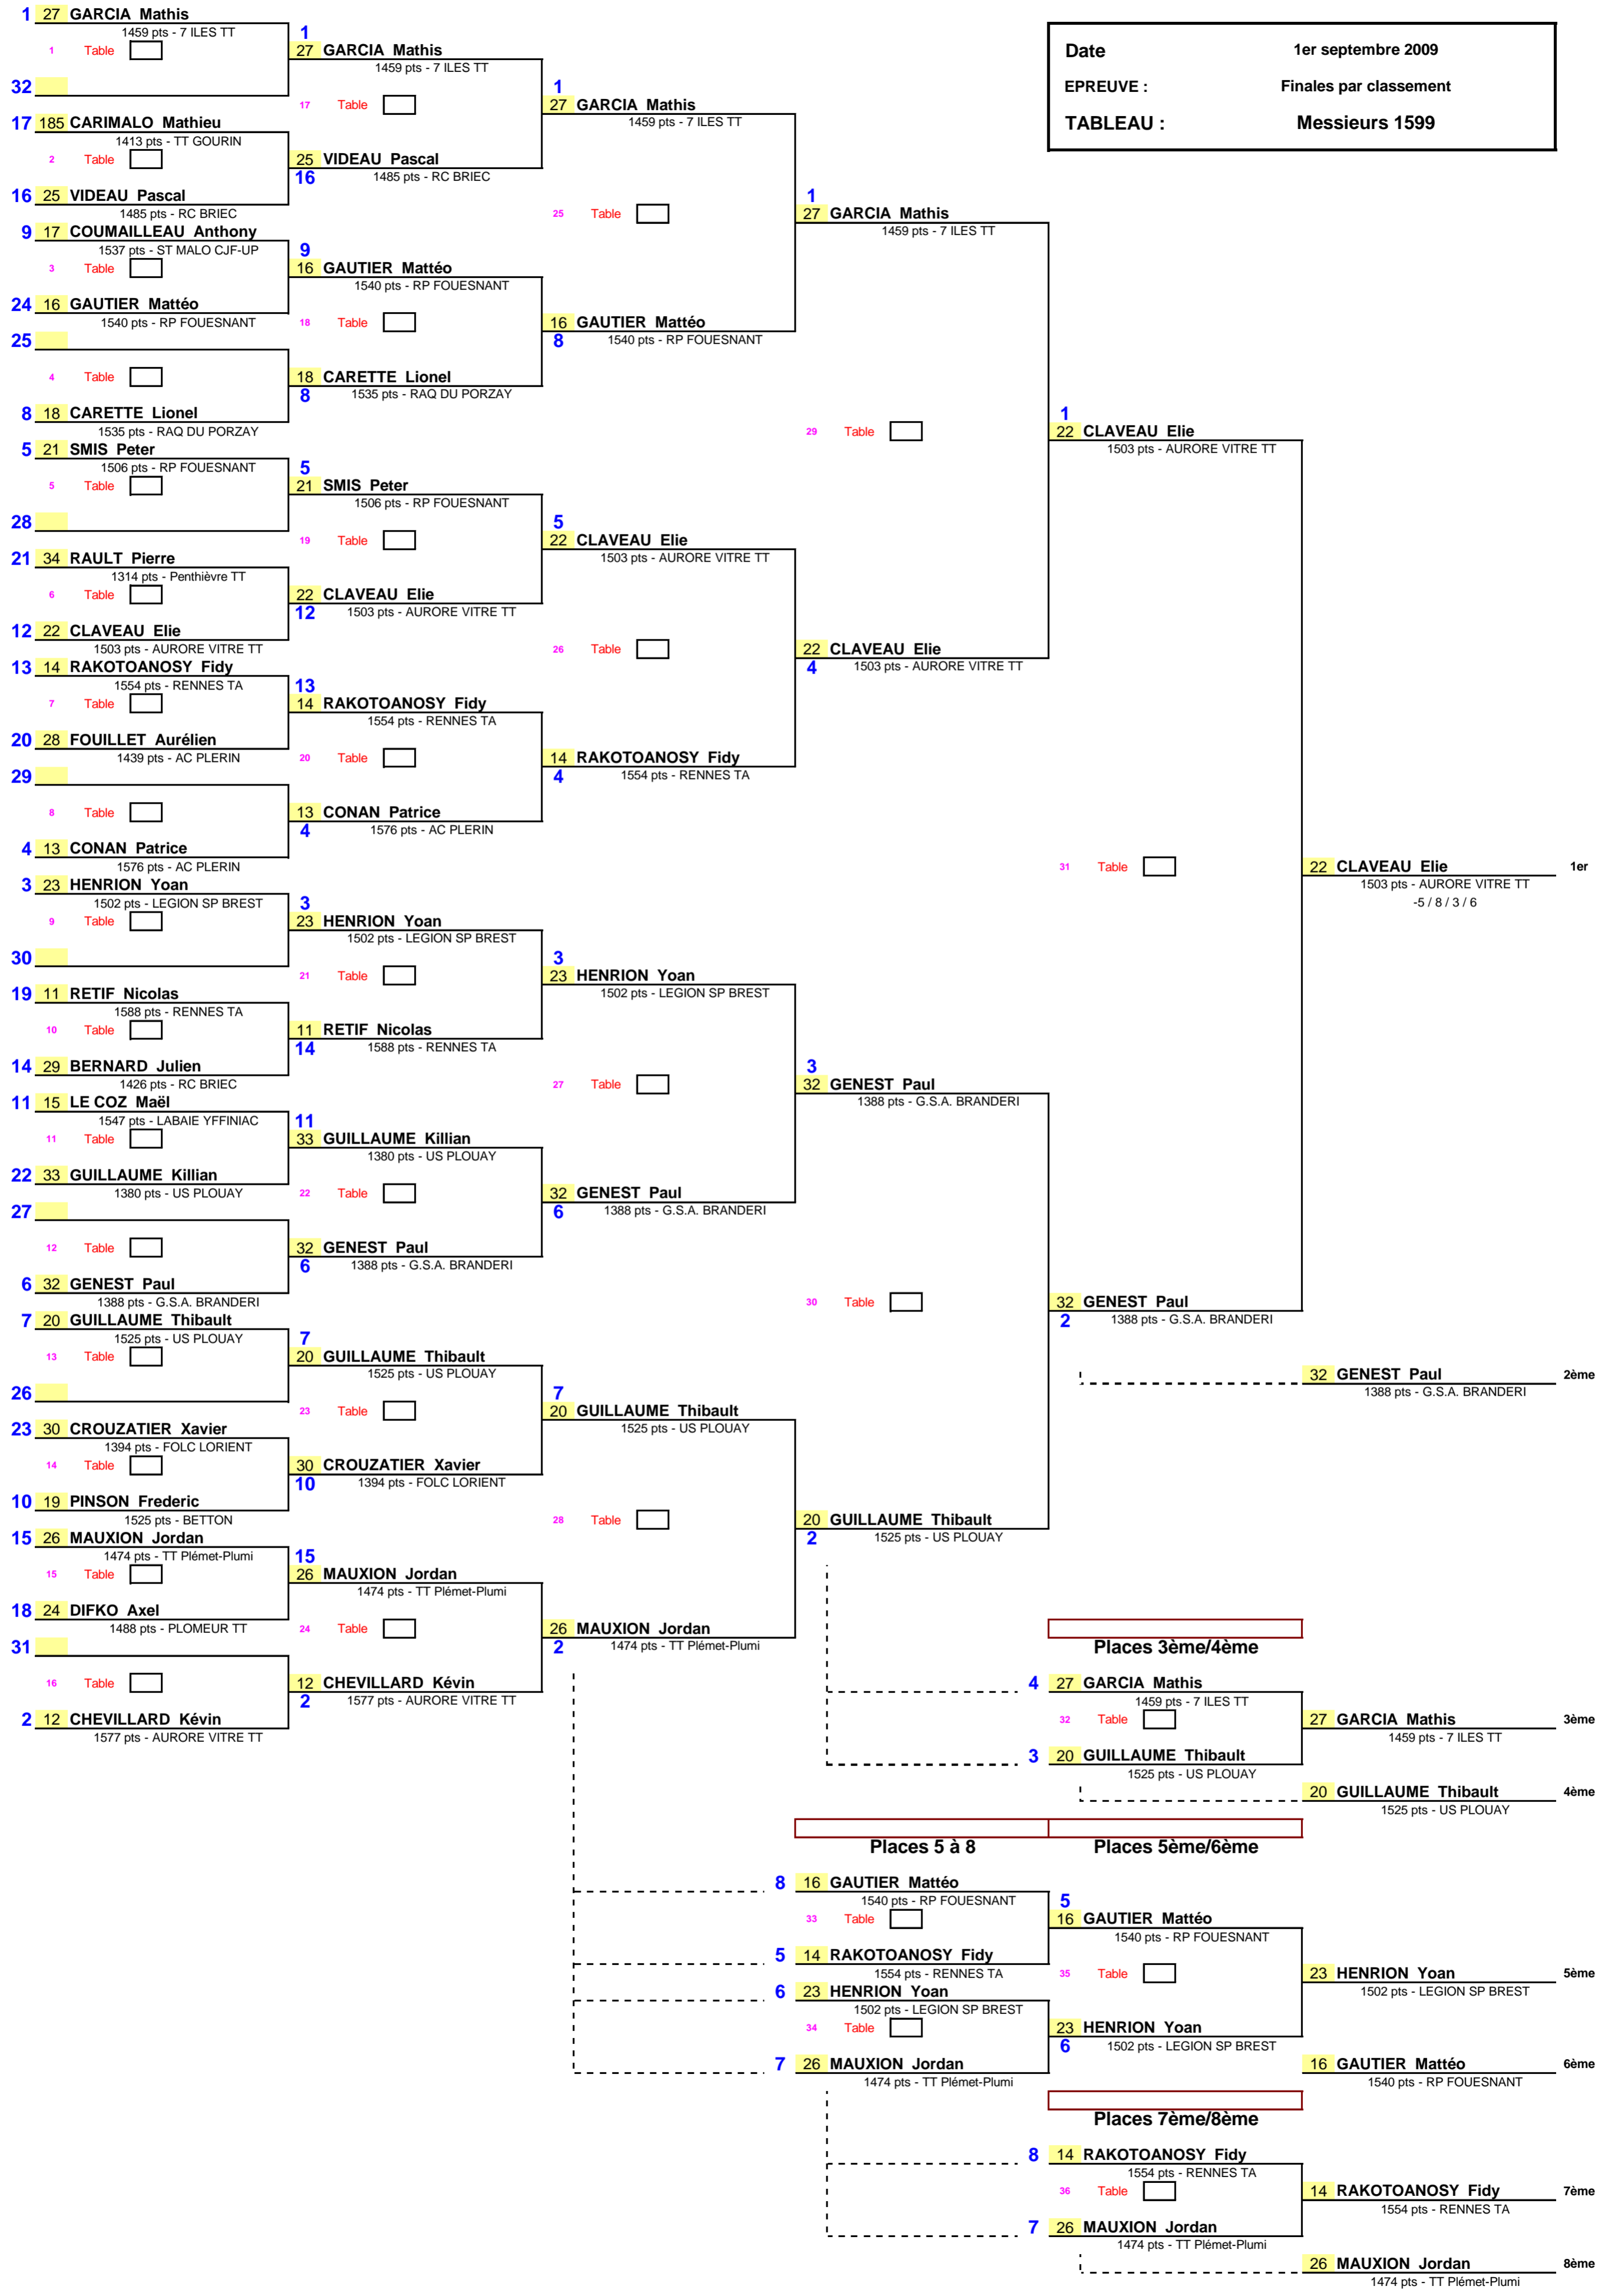 Date 1er septembre 2009
EPREUVE : Finales par classement
TABLEAU : Messieurs 1599
1 27 GARCIA Mathis
1459 pts - 7 ILES TT
1 Table
32
17 185 CARIMALO Mathieu
1413 pts - TT GOURIN
2 Table
16 25 VIDEAU Pascal
1485 pts - RC BRIEC
9 17 COUMAILLEAU Anthony
1537 pts - ST MALO CJF-UP
3 Table
24 16 GAUTIER Mattéo
1540 pts - RP FOUESNANT
25
4 Table
8 18 CARETTE Lionel
1535 pts - RAQ DU PORZAY
5 21 SMIS Peter
1506 pts - RP FOUESNANT
5 Table
28
21 34 RAULT Pierre
1314 pts - Penthièvre TT
6 Table
12 22 CLAVEAU Elie
1503 pts - AURORE VITRE TT
13 14 RAKOTOANOSY Fidy
1554 pts - RENNES TA
7 Table
20 28 FOUILLET Aurélien
1439 pts - AC PLERIN
29
8 Table
4 13 CONAN Patrice
1576 pts - AC PLERIN
3 23 HENRION Yoan
1502 pts - LEGION SP BREST
9 Table
30
19 11 RETIF Nicolas
1588 pts - RENNES TA
10 Table
14 29 BERNARD Julien
1426 pts - RC BRIEC
11 15 LE COZ Maël
1547 pts - LABAIE YFFINIAC
11 Table
22 33 GUILLAUME Killian
1380 pts - US PLOUAY
27
12 Table
6 32 GENEST Paul
1388 pts - G.S.A. BRANDERI
7 20 GUILLAUME Thibault
1525 pts - US PLOUAY
13 Table
26
23 30 CROUZATIER Xavier
1394 pts - FOLC LORIENT
14 Table
10 19 PINSON Frederic
1525 pts - BETTON
15 26 MAUXION Jordan
1474 pts - TT Plémet-Plumi
15 Table
18 24 DIFKO Axel
1488 pts - PLOMEUR TT
31
16 Table
2 12 CHEVILLARD Kévin
1577 pts - AURORE VITRE TT
1
27 GARCIA Mathis
1459 pts - 7 ILES TT
17 Table
25 VIDEAU Pascal
16 1485 pts - RC BRIEC
9
16 GAUTIER Mattéo
1540 pts - RP FOUESNANT
18 Table
18 CARETTE Lionel
8 1535 pts - RAQ DU PORZAY
5
21 SMIS Peter
1506 pts - RP FOUESNANT
19 Table
22 CLAVEAU Elie
12 1503 pts - AURORE VITRE TT
13
14 RAKOTOANOSY Fidy
1554 pts - RENNES TA
20 Table
13 CONAN Patrice
4 1576 pts - AC PLERIN
3
23 HENRION Yoan
1502 pts - LEGION SP BREST
21 Table
11 RETIF Nicolas
14 1588 pts - RENNES TA
11
33 GUILLAUME Killian
1380 pts - US PLOUAY
22 Table
32 GENEST Paul
6 1388 pts - G.S.A. BRANDERI
7
20 GUILLAUME Thibault
1525 pts - US PLOUAY
23 Table
30 CROUZATIER Xavier
10 1394 pts - FOLC LORIENT
15
26 MAUXION Jordan
1474 pts - TT Plémet-Plumi
24 Table
12 CHEVILLARD Kévin
2 1577 pts - AURORE VITRE TT
1
27 GARCIA Mathis
1459 pts - 7 ILES TT
25 Table
16 GAUTIER Mattéo
8 1540 pts - RP FOUESNANT
5
22 CLAVEAU Elie
1503 pts - AURORE VITRE TT
26 Table
14 RAKOTOANOSY Fidy
4 1554 pts - RENNES TA
3
23 HENRION Yoan
1502 pts - LEGION SP BREST
27 Table
32 GENEST Paul
6 1388 pts - G.S.A. BRANDERI
7
20 GUILLAUME Thibault
1525 pts - US PLOUAY
28 Table
26 MAUXION Jordan
2 1474 pts - TT Plémet-Plumi
1
27 GARCIA Mathis
1459 pts - 7 ILES TT
29 Table
22 CLAVEAU Elie
4 1503 pts - AURORE VITRE TT
3
32 GENEST Paul
1388 pts - G.S.A. BRANDERI
30 Table
20 GUILLAUME Thibault
2 1525 pts - US PLOUAY
1
22 CLAVEAU Elie
1503 pts - AURORE VITRE TT
31 Table
32 GENEST Paul
2 1388 pts - G.S.A. BRANDERI
22 CLAVEAU Elie 1er
1503 pts - AURORE VITRE TT
-5 / 8 / 3 / 6
32 GENEST Paul 2ème
1388 pts - G.S.A. BRANDERI
Places 3ème/4ème
4 27 GARCIA Mathis
1459 pts - 7 ILES TT
32 Table
27 GARCIA Mathis 3ème
1459 pts - 7 ILES TT
3 20 GUILLAUME Thibault
1525 pts - US PLOUAY
20 GUILLAUME Thibault 4ème
1525 pts - US PLOUAY
Places 5 à 8 Places 5ème/6ème
8 16 GAUTIER Mattéo
1540 pts - RP FOUESNANT
33 Table
5 14 RAKOTOANOSY Fidy
1554 pts - RENNES TA
6 23 HENRION Yoan
1502 pts - LEGION SP BREST
34 Table
7 26 MAUXION Jordan
1474 pts - TT Plémet-Plumi
5
16 GAUTIER Mattéo
1540 pts - RP FOUESNANT
35 Table
23 HENRION Yoan
6 1502 pts - LEGION SP BREST
23 HENRION Yoan 5ème
1502 pts - LEGION SP BREST
16 GAUTIER Mattéo 6ème
1540 pts - RP FOUESNANT
Places 7ème/8ème
8 14 RAKOTOANOSY Fidy
1554 pts - RENNES TA
36 Table
14 RAKOTOANOSY Fidy 7ème
1554 pts - RENNES TA
7 26 MAUXION Jordan
1474 pts - TT Plémet-Plumi
26 MAUXION Jordan 8ème
1474 pts - TT Plémet-Plumi